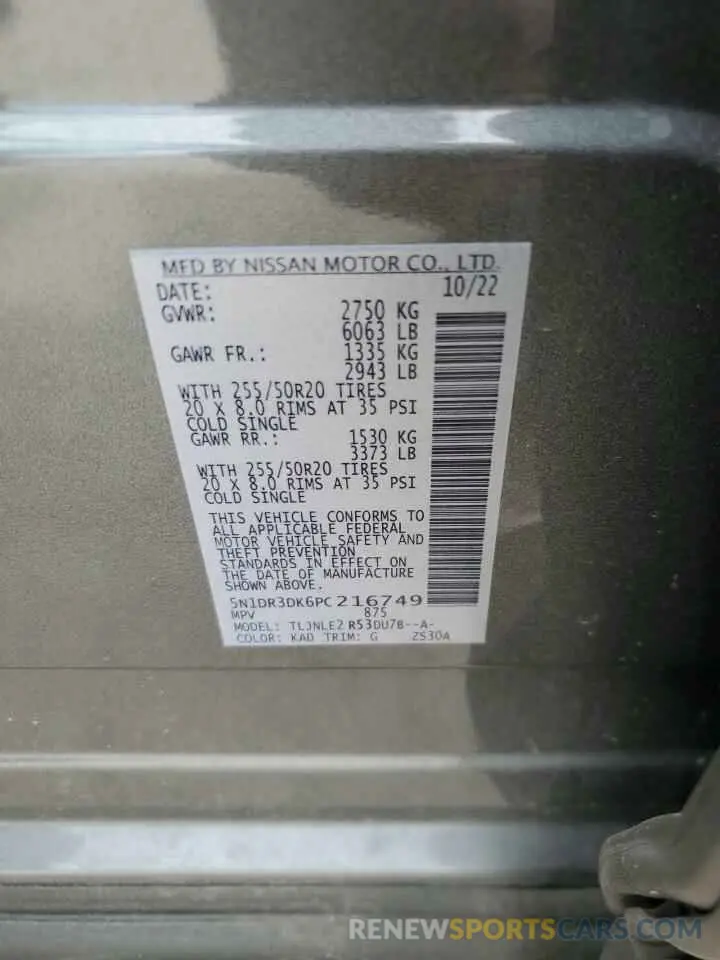 MFD BY NISSAN MOTOR CO., LTD.
DATE: 10/22
GVWR: 2750 KG
6063 LB
GAWR FR.: 1335 KG
2943 LB
WITH 255/50R20 TIRES
20 X 8.0 RIMS AT 35 PSI
COLD SINGLE
GAWR RR.: 1530 KG
3373 LB
WITH 255/50R20 TIRES
20 X 8.0 RIMS AT 35 PSI
COLD SINGLE
THIS VEHICLE CONFORMS TO
ALL APPLICABLE FEDERAL
MOTOR VEHICLE SAFETY AND
THEFT PREVENTION
STANDARDS IN EFFECT ON
THE DATE OF MANUFACTURE
SHOWN ABOVE.
5N1DR3DK6PC216749
MPV 875
MODEL: TLJNLE2 R53DU78--A-
COLOR: KAD TRIM: G 2530A
RENEWSPORTSCARS.COM